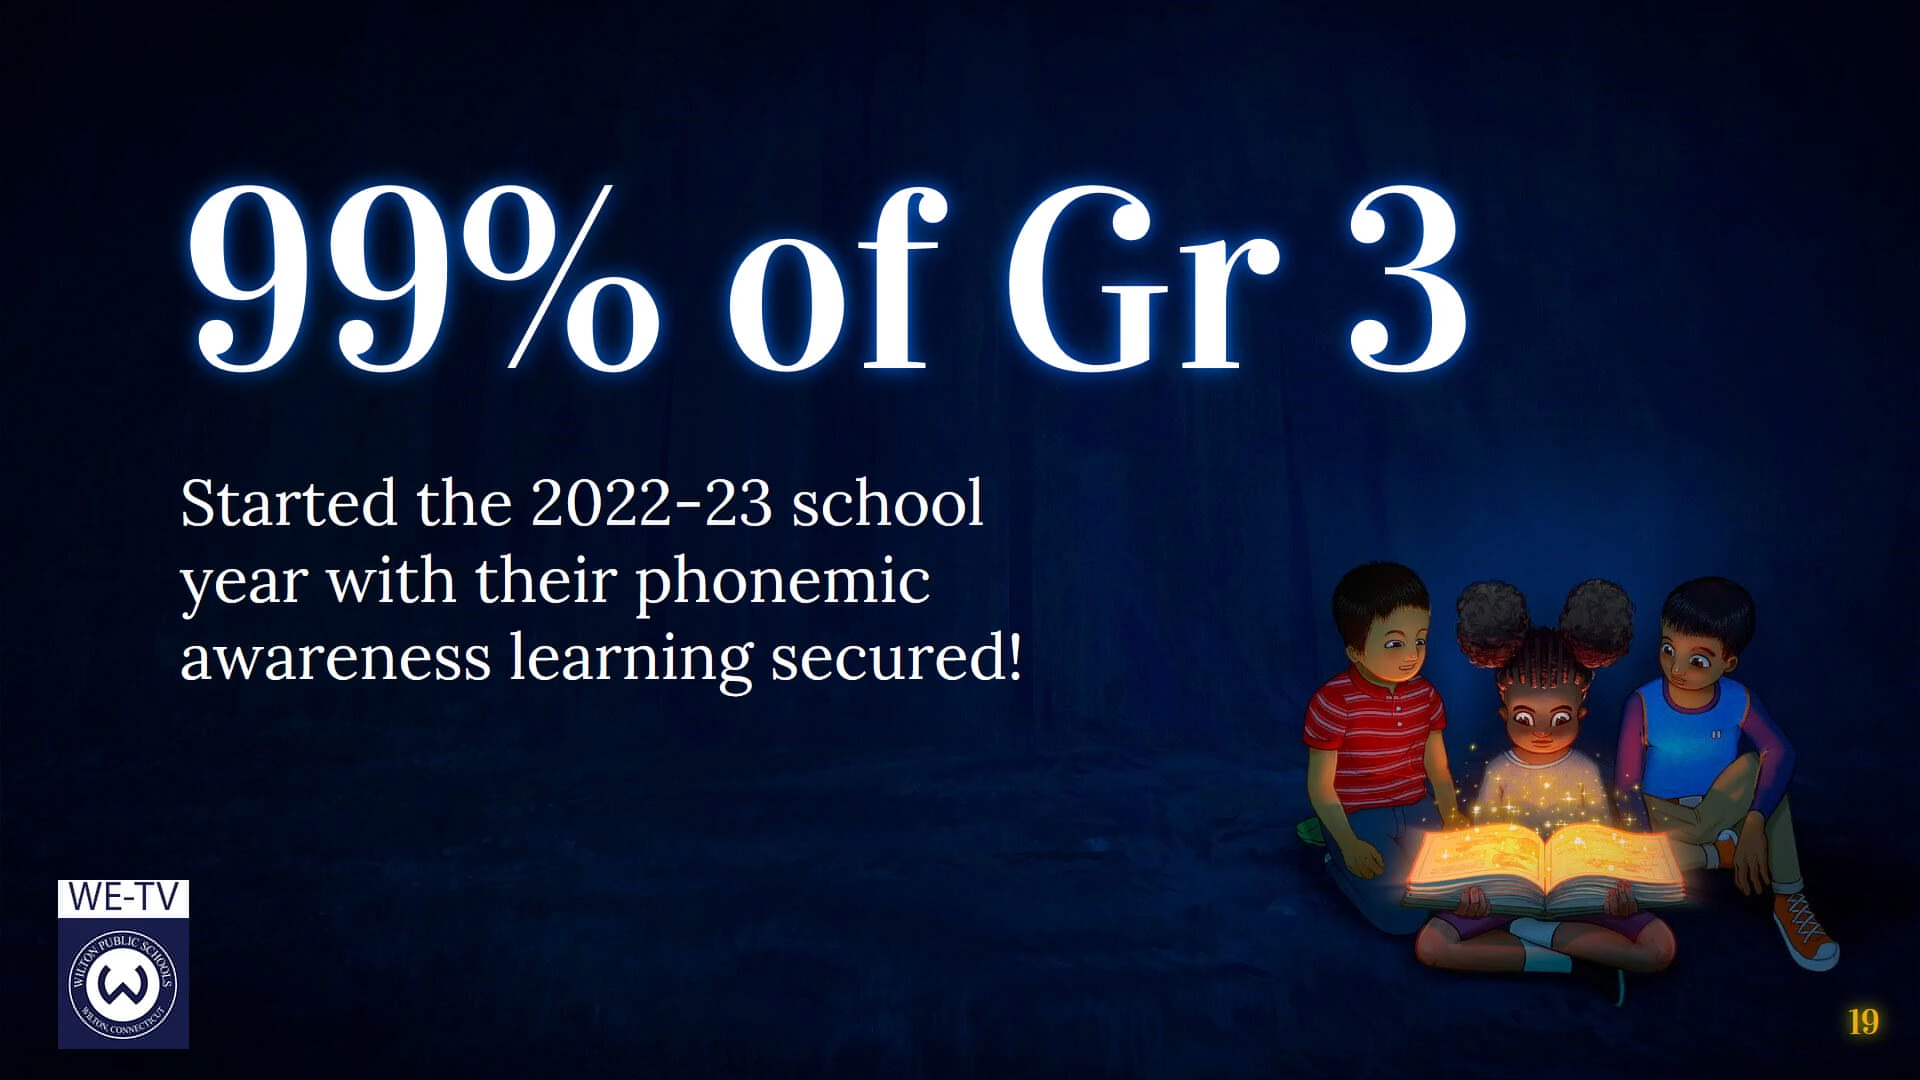 99% of Gr 3
Started the 2022-23 school
year with their phonemic
awareness learning secured!
WE-TV
WILTON PUBLIC SCHOOLS
W
WILTON, CONNECTICUT
19